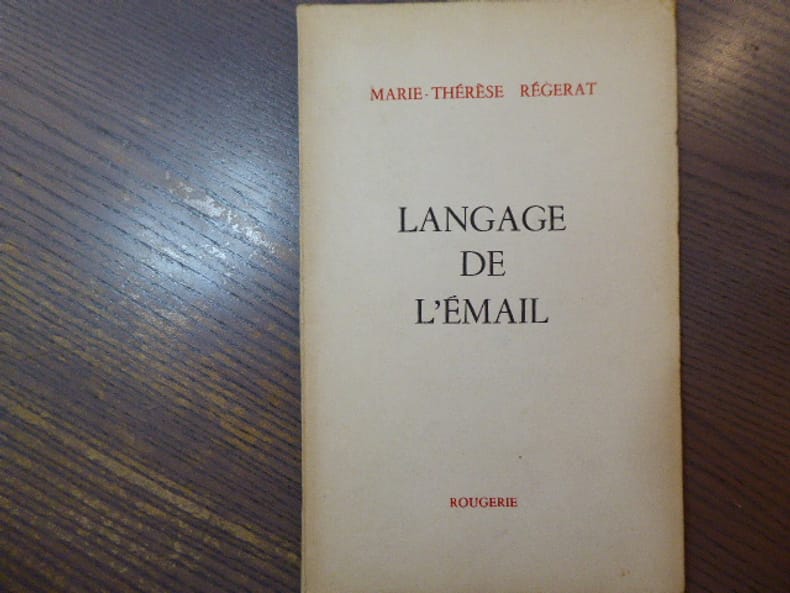 MARIE-THÉRÈSE RÉGERAT
LANGAGE
DE
L'ÉMAIL
ROUGERIE